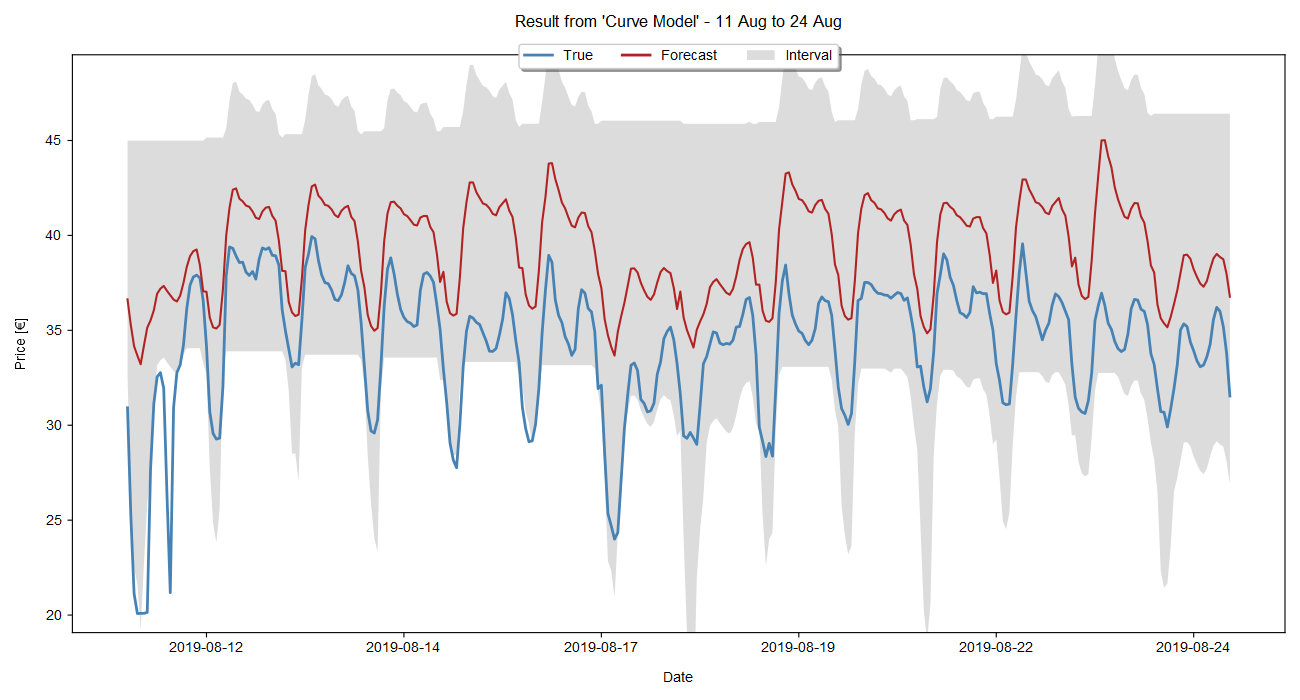 Result from 'Curve Model' - 11 Aug to 24 Aug
True Forecast Interval
45
40
35
30
25
20
Price [€]
2019-08-12 2019-08-14 2019-08-17 2019-08-19 2019-08-22 2019-08-24
Date